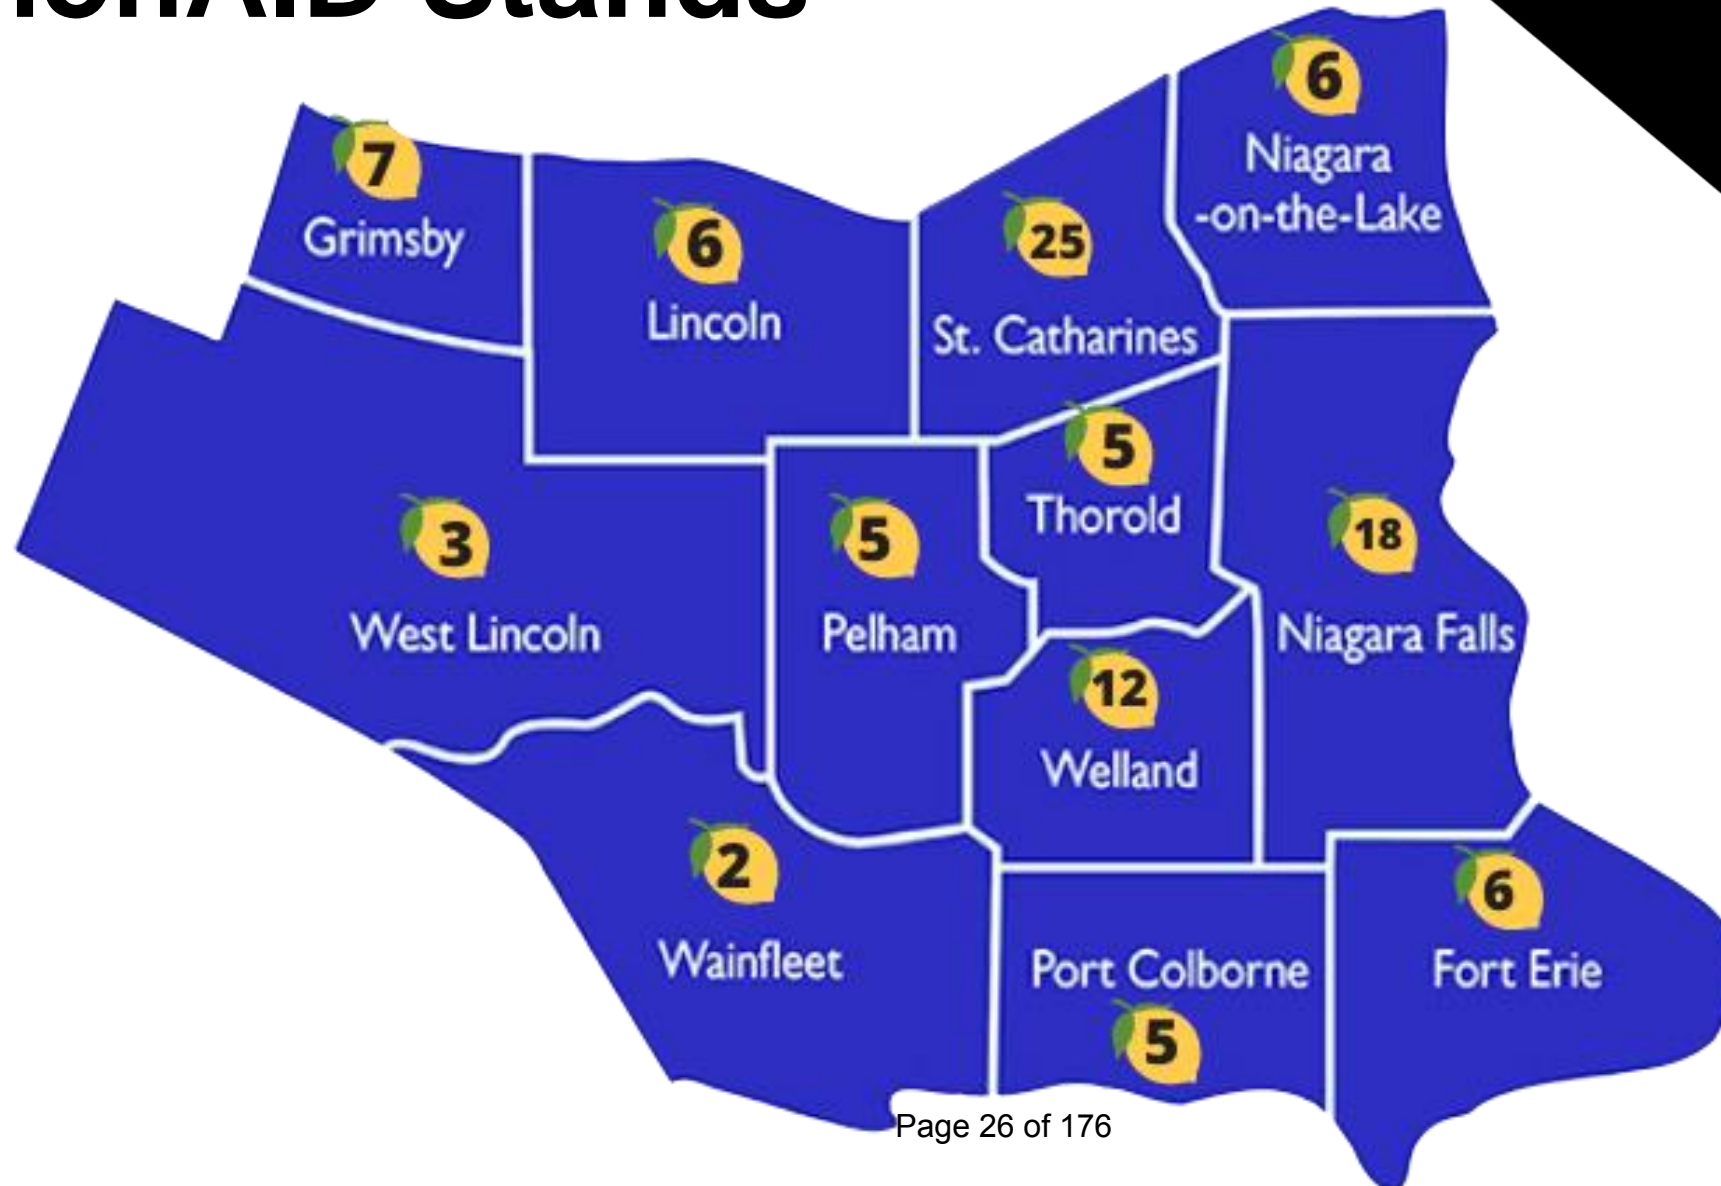 Stands
6
Niagara
-on-the-Lake
7
Grimsby
6
Lincoln
25
St. Catharines
5
Thorold
3
West Lincoln
5
Pelham
18
Niagara Falls
12
Welland
2
Wainfleet
Port Colborne
5
6
Fort Erie
Page 26 of 176